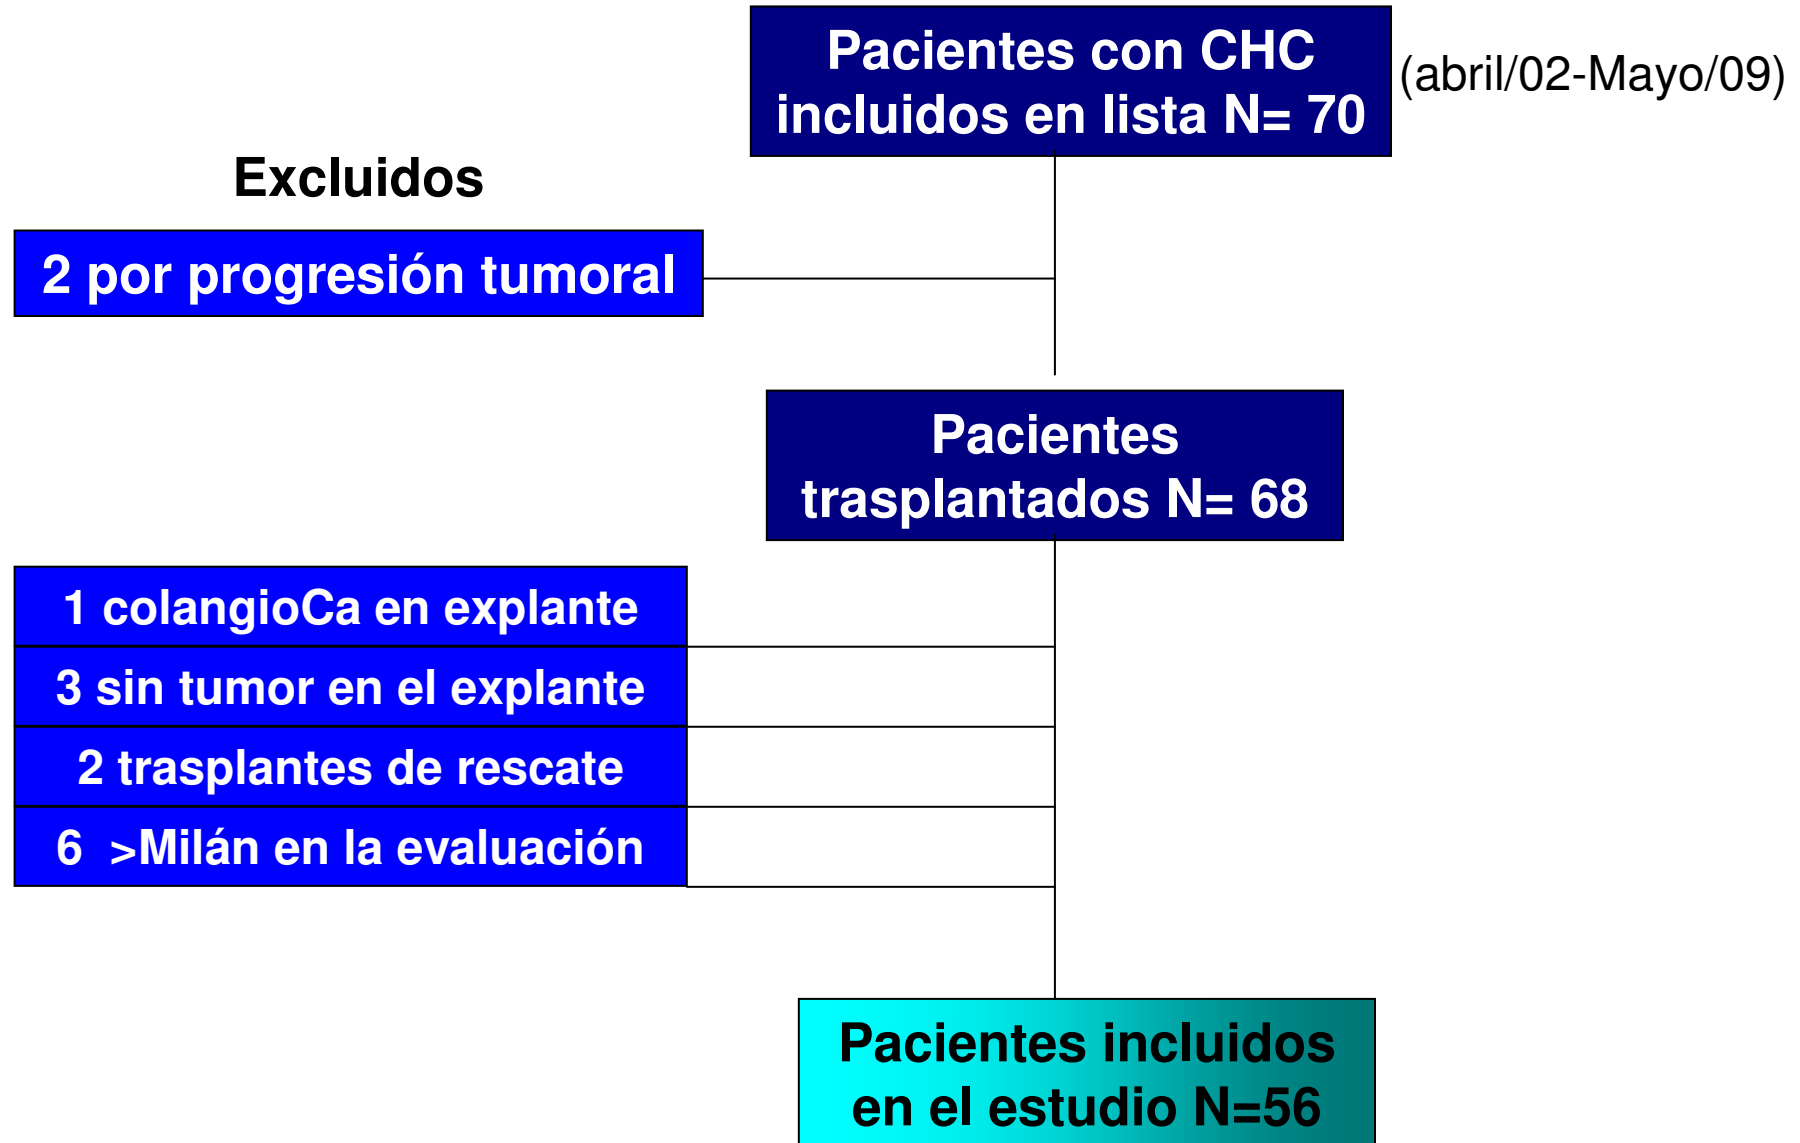 Pacientes con CHC
incluidos en lista N= 70
(abril/02-Mayo/09)
Excluidos
2 por progresión tumoral
Pacientes
trasplantados N= 68
1 colangioCa en explante
3 sin tumor en el explante
2 trasplantes de rescate
6 >Milán en la evaluación
Pacientes incluidos
en el estudio N=56